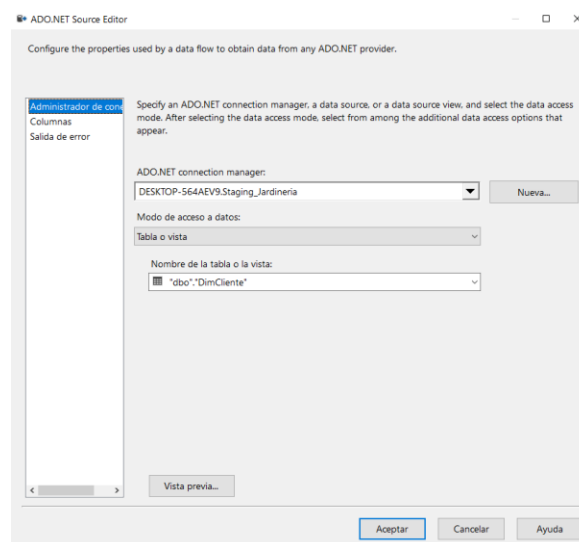 ADO.NET Source Editor
Configure the properties used by a data flow to obtain data from any ADO.NET provider.
Administrador de cone
Columnas
Salida de error
Specify an ADO.NET connection manager, a data source, or a data source view, and select the data access
mode. After selecting the data access mode, select from among the additional data access options that
appear.
ADO.NET connection manager:
DESKTOP-564AEV9.Staging_Jardineria
Nueva...
Modo de acceso a datos:
Tabla o vista
Nombre de la tabla o la vista:
"dbo"."DimCliente"
Vista previa...
Aceptar
Cancelar
Ayuda